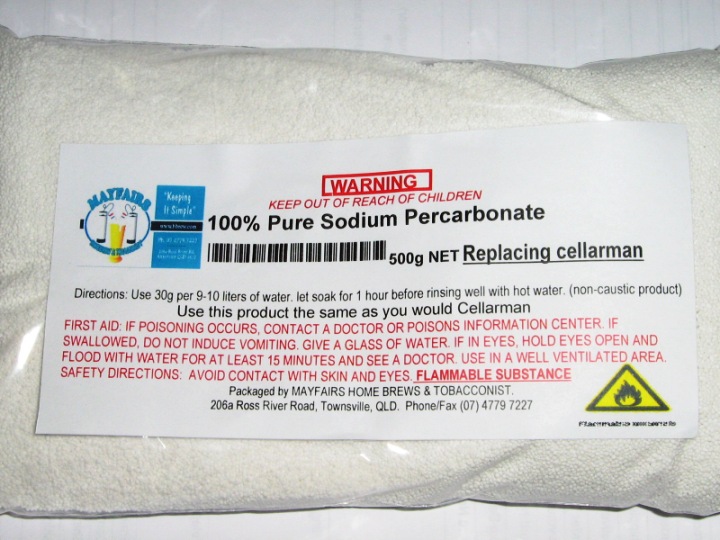 WARNING
KEEP OUT OF REACH OF CHILDREN
MAYFAIRS
"Keeping
It Simple"
100% Pure Sodium Percarbonate
500g NET Replacing cellarman
Directions: Use 30g per 9-10 liters of water. let soak for 1 hour before rinsing well with hot water. (non-caustic product)
Use this product the same as you would Cellarman
FIRST AID: IF POISONING OCCURS, CONTACT A DOCTOR OR POISONS INFORMATION CENTER. IF
SWALLOWED, DO NOT INDUCE VOMITING. GIVE A GLASS OF WATER. IF IN EYES, HOLD EYES OPEN AND
FLOOD WITH WATER FOR AT LEAST 15 MINUTES AND SEE A DOCTOR. USE IN A WELL VENTILATED AREA.
SAFETY DIRECTIONS: AVOID CONTACT WITH SKIN AND EYES. FLAMMABLE SUBSTANCE
Packaged by MAYFAIRS HOME BREWS & TOBACCONIST.
206a Ross River Road, Townsville, QLD. Phone/Fax (07) 4779 7227